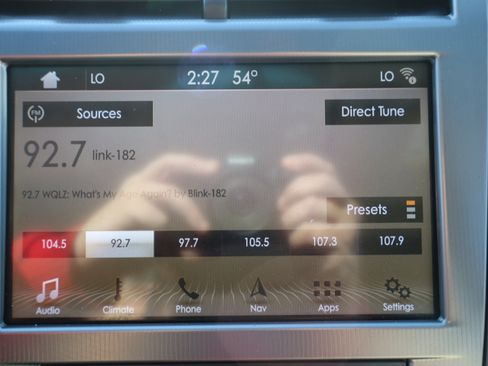 LO 2:27 54° LO
FM Sources Direct Tune
92.7 link-182
92.7 WQLZ: What's My Age Again? by Blink-182
Presets
104.5 92.7 97.7 105.5 107.3 107.9
Audio Climate Phone Nav Apps Settings